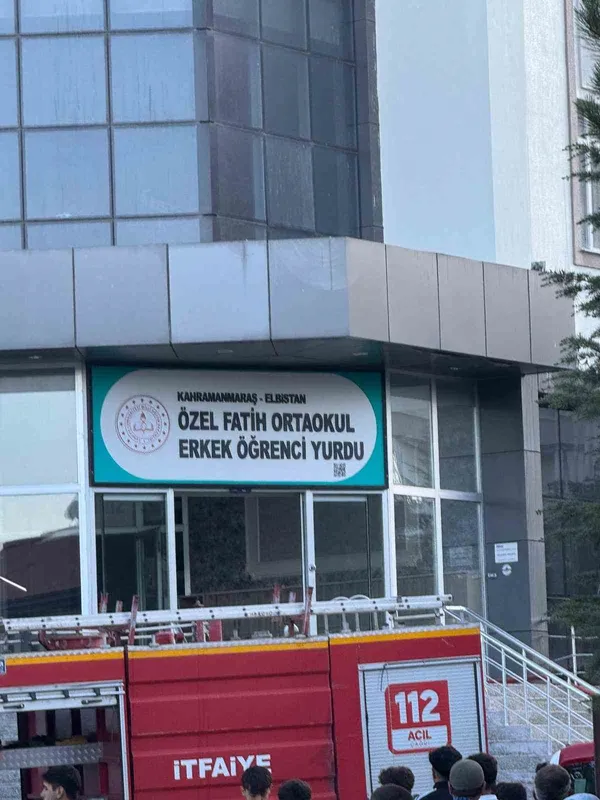 KAHRAMANMARAŞ - ELBİSTAN
ÖZEL FATİH ORTAOKUL
ERKEK ÖĞRENCİ YURDU
112
ACİL
İTFAİYE